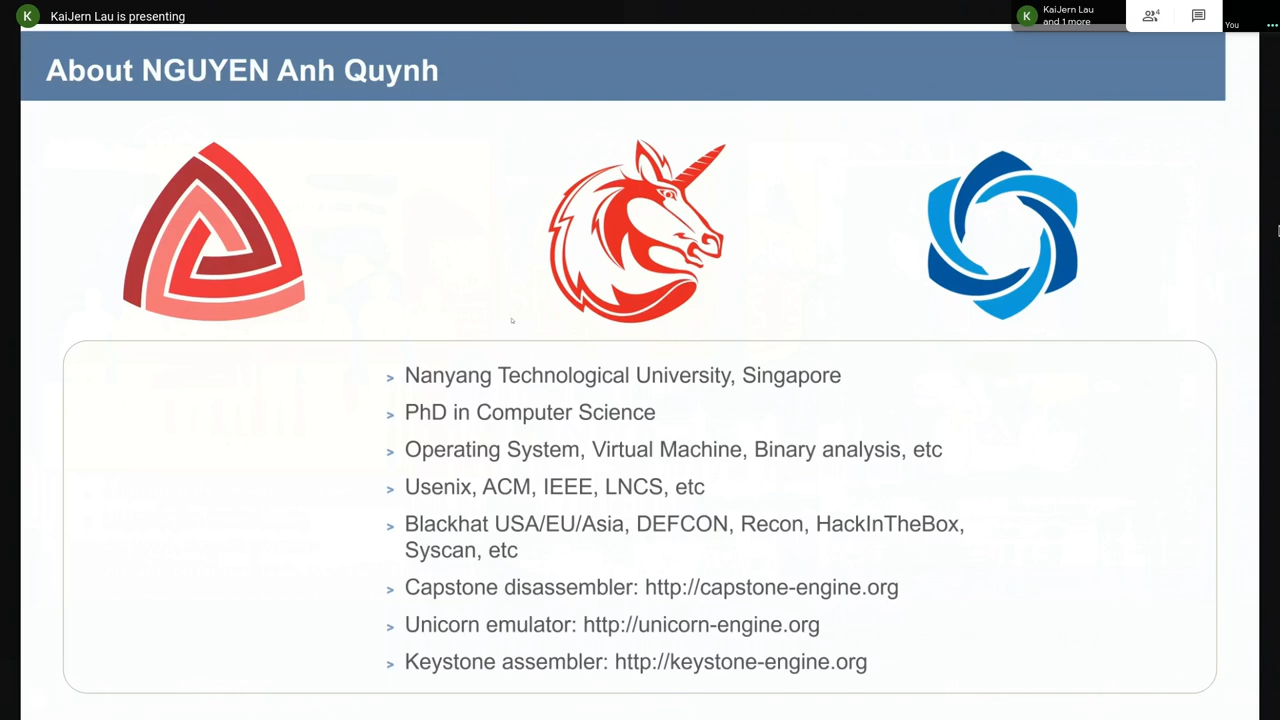 K KaiJern Lau is presenting
K KaiJern Lau
and 1 more
4
You
About NGUYEN Anh Quynh
> Nanyang Technological University, Singapore
> PhD in Computer Science
> Operating System, Virtual Machine, Binary analysis, etc
> Usenix, ACM, IEEE, LNCS, etc
> Blackhat USA/EU/Asia, DEFCON, Recon, HackInTheBox,
Syscan, etc
> Capstone disassembler: http://capstone-engine.org
> Unicorn emulator: http://unicorn-engine.org
> Keystone assembler: http://keystone-engine.org